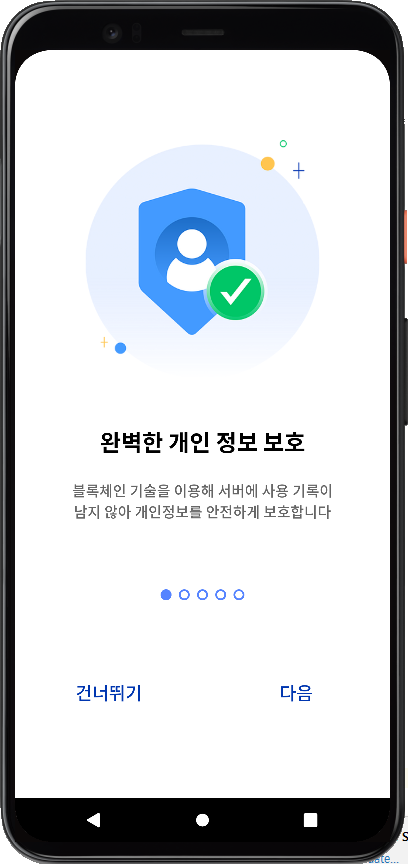 완벽한 개인 정보 보호
블록체인 기술을 이용해 서버에 사용 기록이
남지 않아 개인정보를 안전하게 보호합니다
건너뛰기
다음